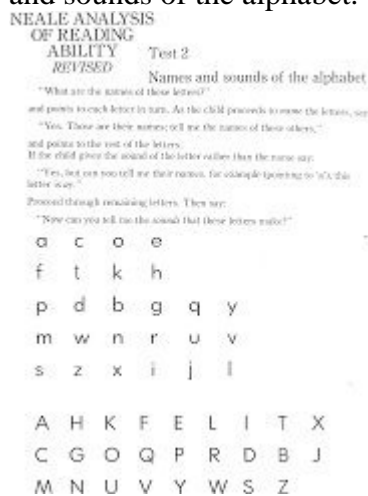 and sounds of the alphabet.
NEALE ANALYSIS
OF READING
ABILITY Test 2
REVISED
Names and sounds of the alphabet
"What are the names of these letters?"
and points to each letter in turn. As the child proceeds to name the letters, say
"Yes. Those are their names; tell me the names of these others."
and points to the rest of the letters.
If the child gives the sound of the letter rather than the name say:
"Yes, but can you tell me their names, for example (pointing to 'a'), this
letter is
Proceed through remaining letters. Then say:
"Now can you tell me the sound that these letters make?"
a c o e
f t k h
p d b g q y
m w n r u v
s z x i j l
A H K F E L I T X
C G O Q P R D B J
M N U V Y W S Z